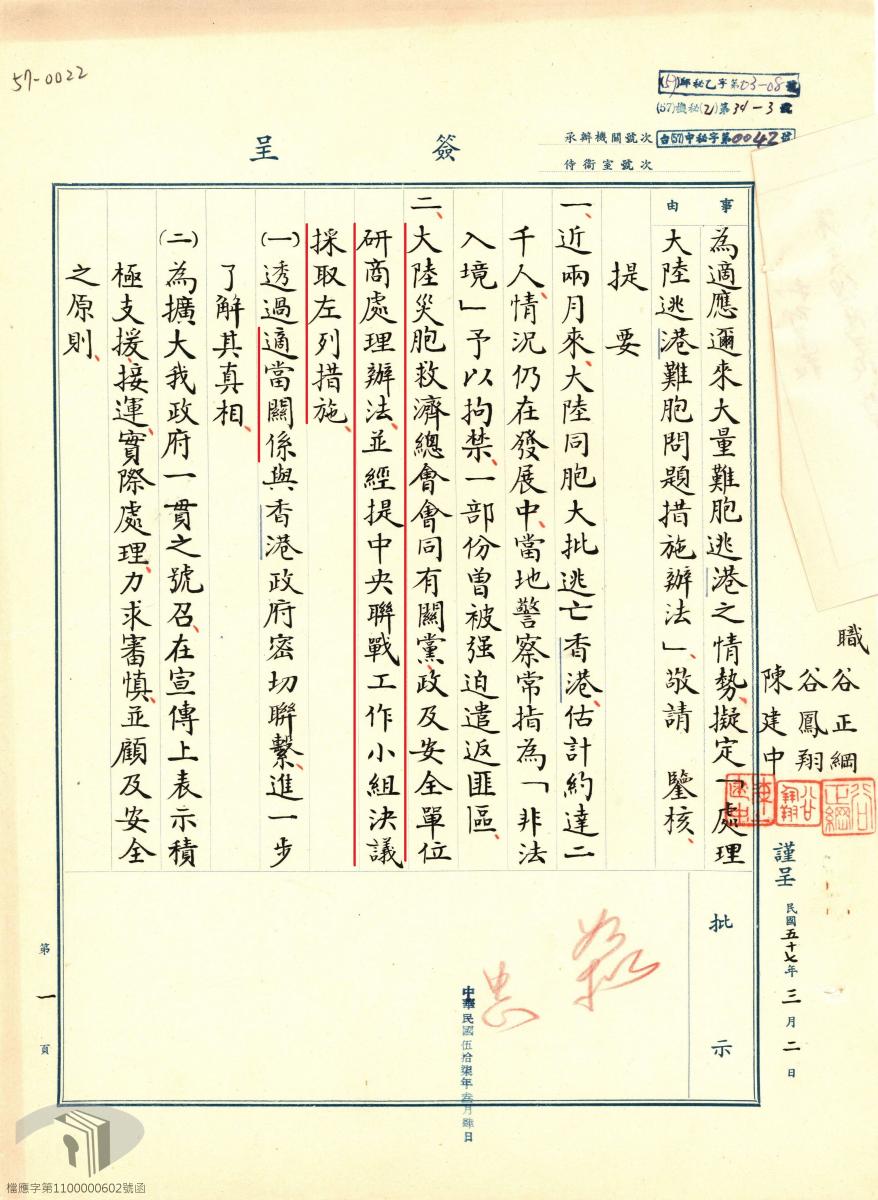 57-0022
(57)郎秘乙字第03-08號
(57)機秘(乙)第34-3號
承辦機關號次 台(57)中秘字第0042號
侍衛室號次
簽呈
職 谷正綱
谷鳳翔
陳建中
謹呈 民國五十七年三月二日
事由
為適應邇來大量難胞逃港之情勢、擬定「處理
大陸逃港難胞問題措施辦法」、敬請 鑒核、
提要
一、近兩月來、大陸同胞大批逃亡香港、估計約達二
千人、情況仍在發展中、當地警察常指為「非法
入境」予以拘禁、一部份曾被强迫遣返匪區、
二、大陸災胞救濟總會會同有關黨、政及安全單位
研商處理辦法、並經提中央聯戰工作小組決議
採取左列措施、
(一)透過適當關係與香港政府密切聯繫、進一步
了解其真相、
(二)為擴大我政府一貫之號召、在宣傳上表示積
極支援、接運、實際處理、力求審慎、並顧及安全
之原則、
批示
中華民國伍拾柒年叁月肆日
第一頁
檔應字第1100000602號函